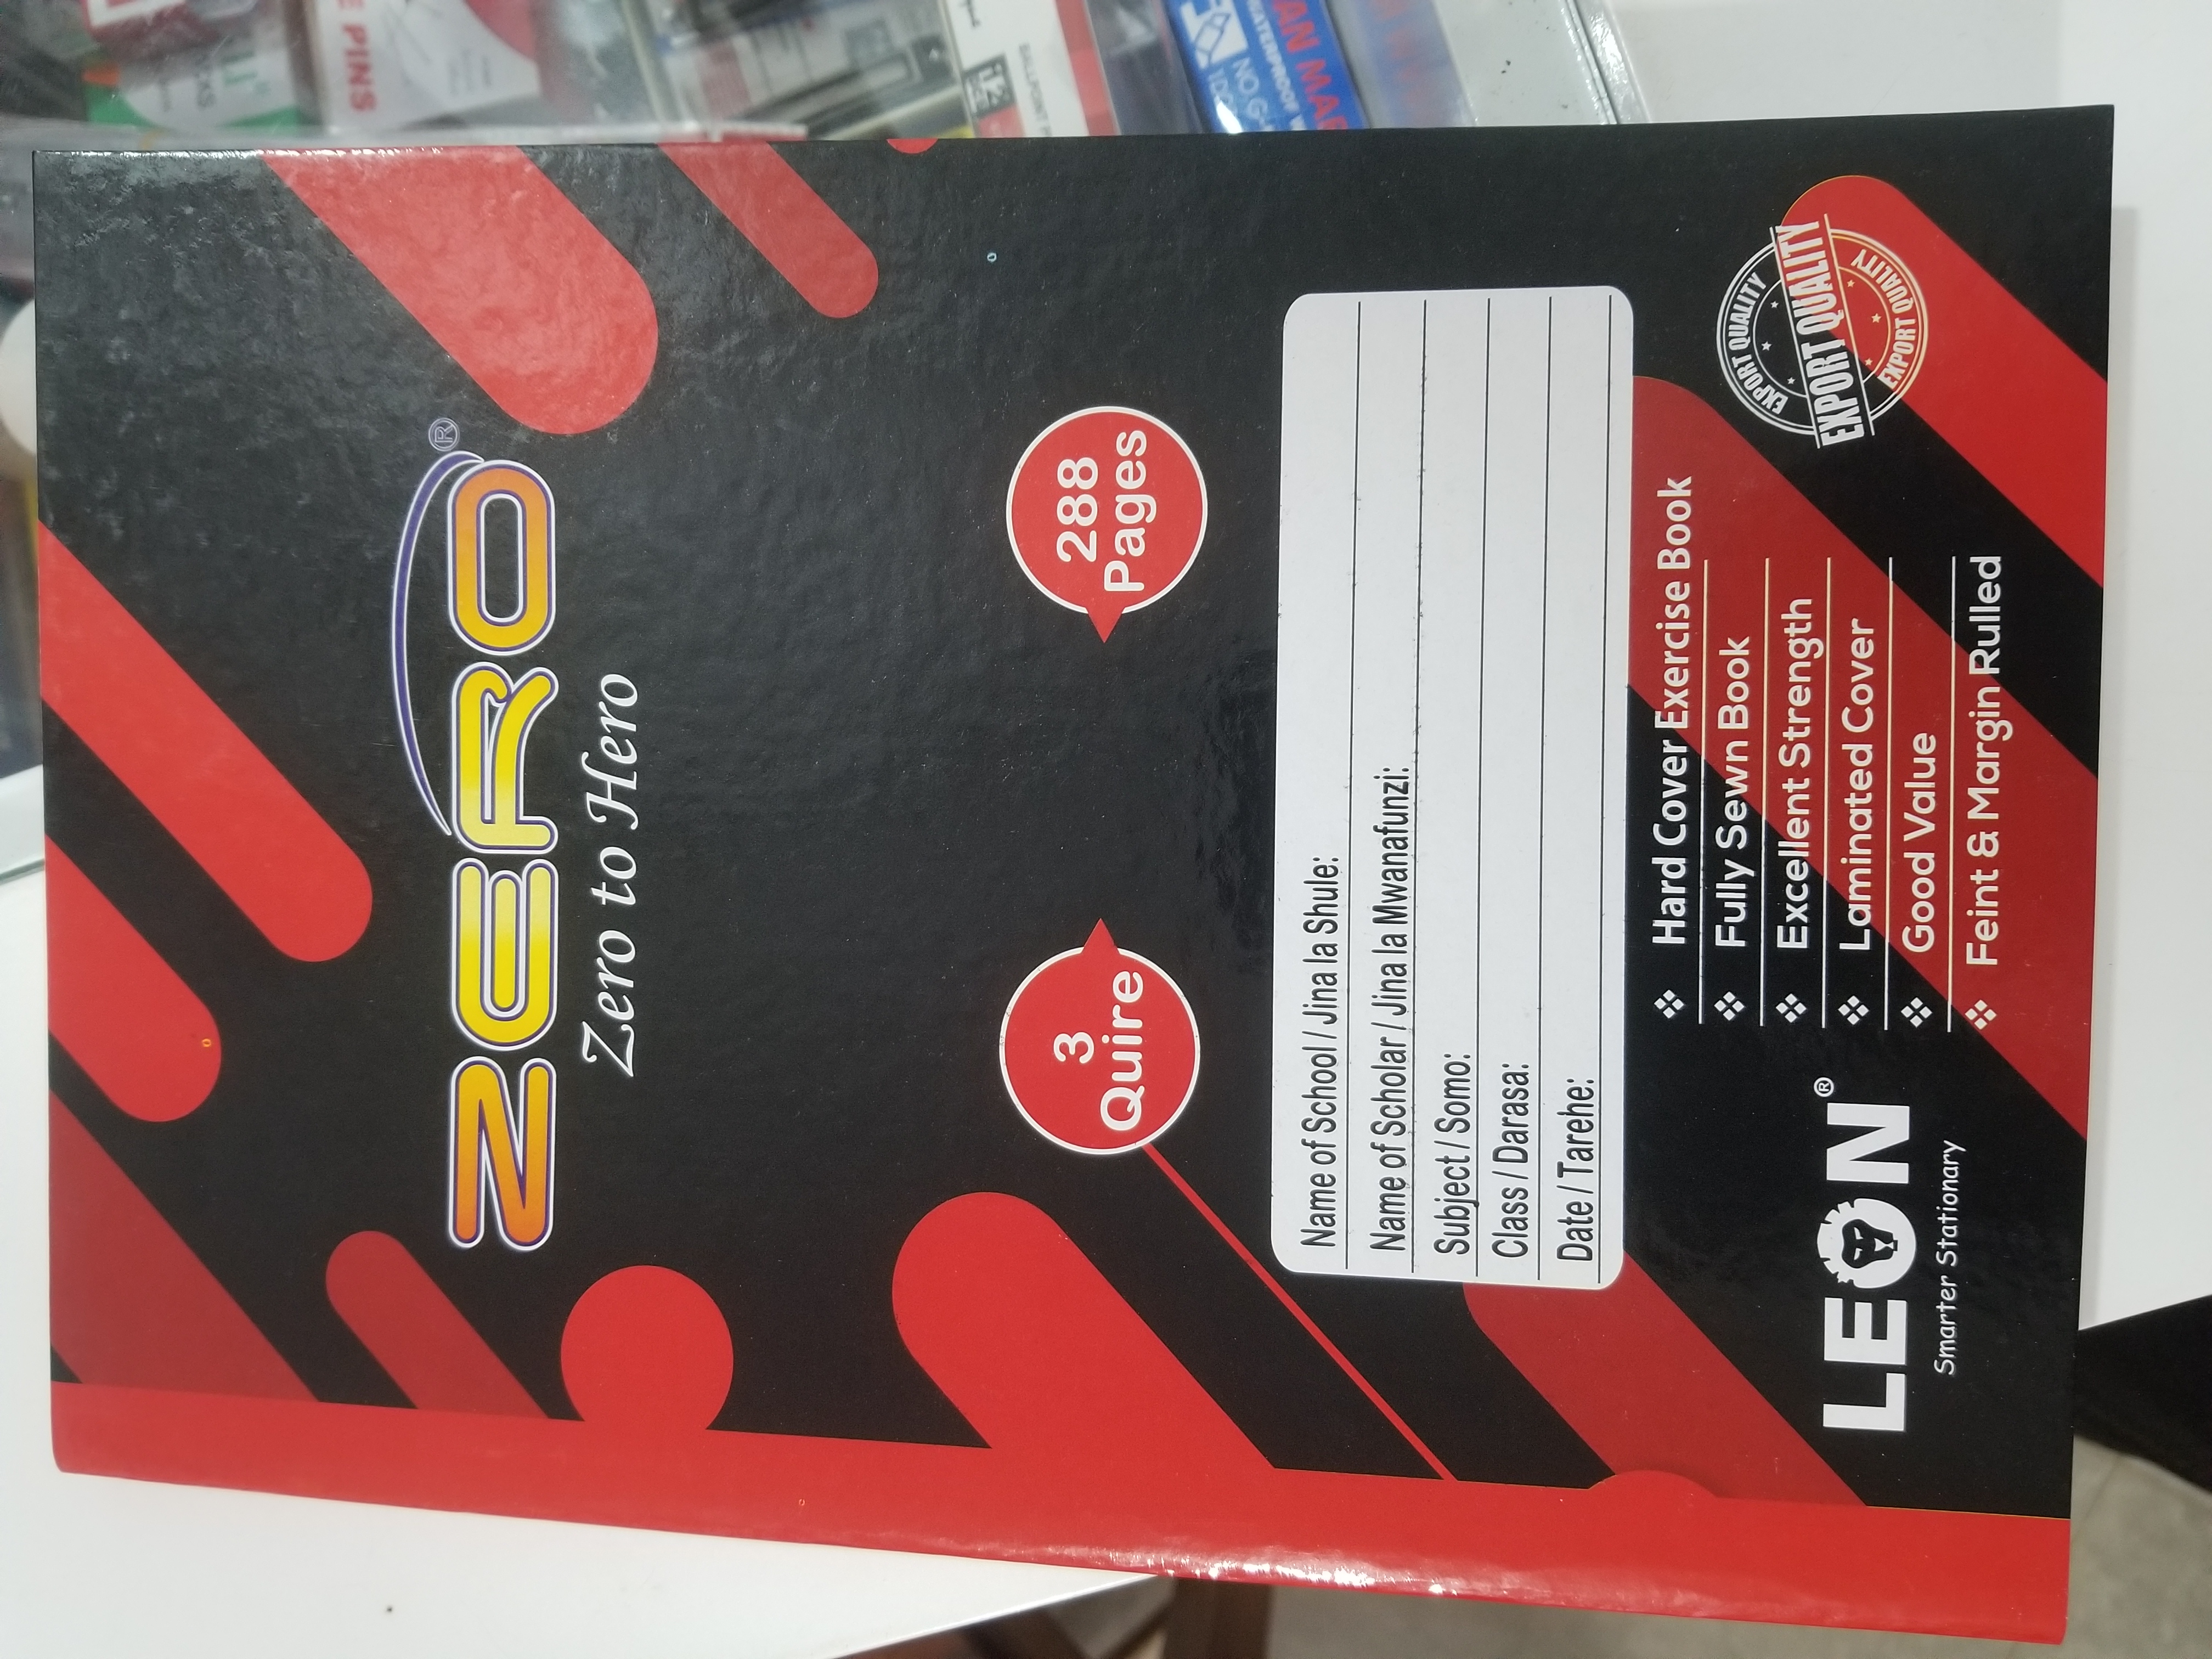 ZERO®
Zero to Hero
3
Quire
288
Pages
Name of School / Jina la Shule:
Name of Scholar / Jina la Mwanafunzi:
Subject / Somo:
Class / Darasa:
Date / Tarehe:
❖ Hard Cover Exercise Book
❖ Fully Sewn Book
❖ Excellent Strength
❖ Laminated Cover
❖ Good Value
❖ Feint & Margin Rulled
LEON®
Smarter Stationary
EXPORT QUALITY
EXPORT QUALITY
EXPORT QUALITY
PINS
BALLPOINT